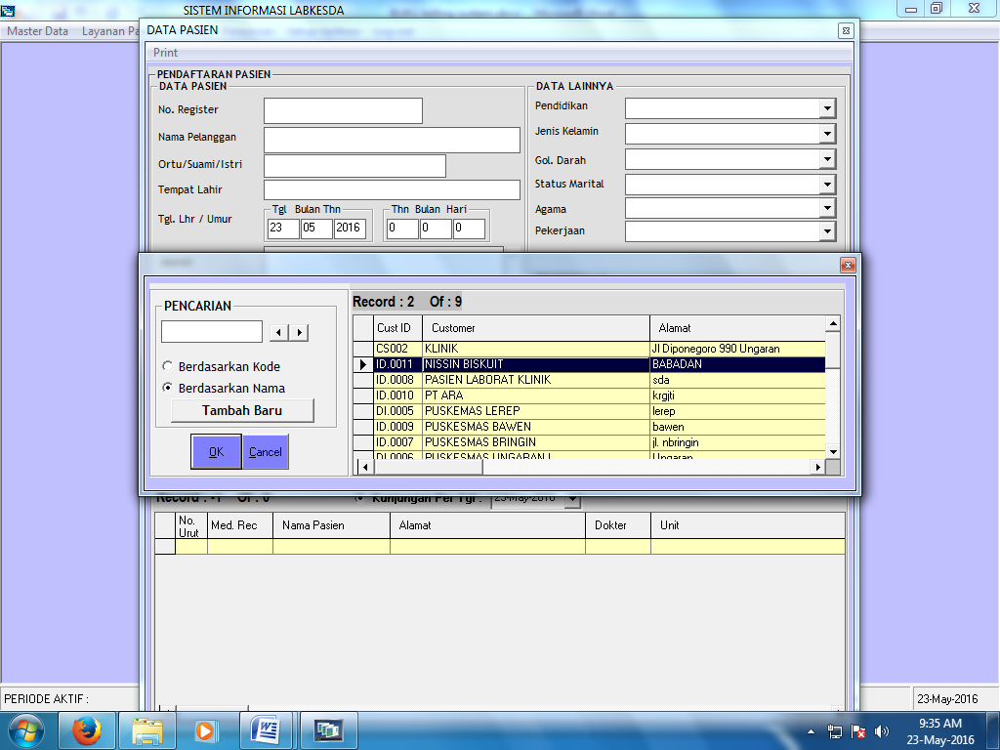 SISTEM INFORMASI LABKESDA
Master Data Layanan Pa
DATA PASIEN
Print
PENDAFTARAN PASIEN
DATA PASIEN
No. Register
Nama Pelanggan
Ortu/Suami/Istri
Tempat Lahir
Tgl. Lhr / Umur
Tgl Bulan Thn
23 05 2016
Thn Bulan Hari
0 0 0
DATA LAINNYA
Pendidikan
Jenis Kelamin
Gol. Darah
Status Marital
Agama
Pekerjaan
PENCARIAN
Berdasarkan Kode
Berdasarkan Nama
Tambah Baru
OK Cancel
Record : 2 Of : 9
Cust ID Customer Alamat
CS002 KLINIK Jl Diponegoro 990 Ungaran
ID.0011 NISSIN BISKUIT BABADAN
ID.0008 PASIEN LABORAT KLINIK sda
ID.0010 PT ARA krgjti
DI.0005 PUSKEMAS LEREP lerep
ID.0009 PUSKESMAS BAWEN bawen
ID.0007 PUSKESMAS BRINGIN jl. nbringin
DI.0006 PUSKESMAS UNGARAN I Ungaran
Record : -1 Of : 0 Kunjungan Per Tgl : 23-May-2016
No. Urut Med. Rec Nama Pasien Alamat Dokter Unit
PERIODE AKTIF : 23-May-2016
9:35 AM
23-May-2016